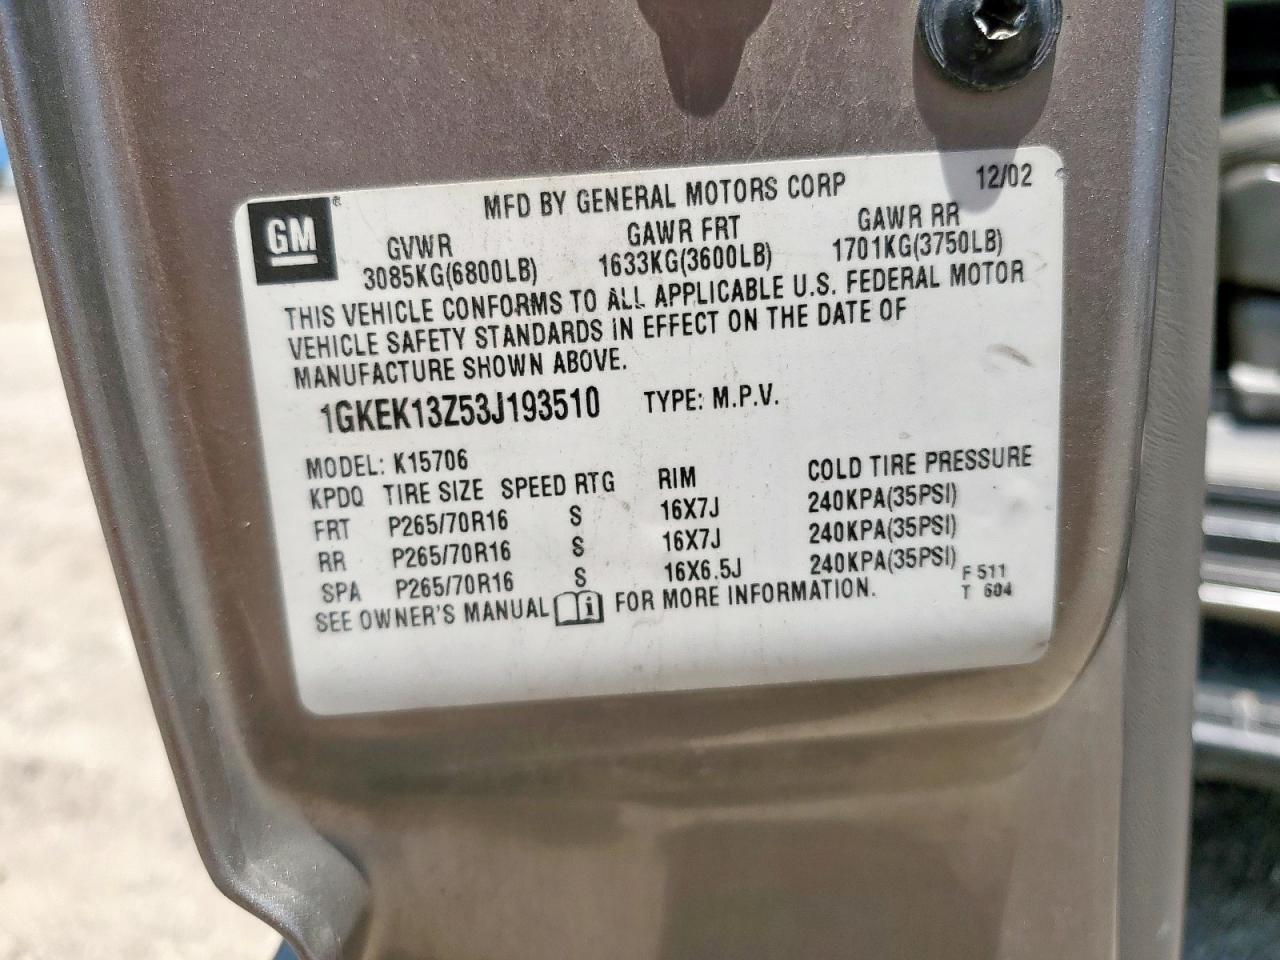 GM®
MFD BY GENERAL MOTORS CORP 12/02
GVWR GAWR FRT GAWR RR
3085KG(6800LB) 1633KG(3600LB) 1701KG(3750LB)
THIS VEHICLE CONFORMS TO ALL APPLICABLE U.S. FEDERAL MOTOR
VEHICLE SAFETY STANDARDS IN EFFECT ON THE DATE OF
MANUFACTURE SHOWN ABOVE.
1GKEK13Z53J193510 TYPE: M.P.V.
MODEL: K15706
KPDQ TIRE SIZE SPEED RTG RIM COLD TIRE PRESSURE
FRT P265/70R16 S 16X7J 240KPA(35PSI)
RR P265/70R16 S 16X7J 240KPA(35PSI)
SPA P265/70R16 S 16X6.5J 240KPA(35PSI)
SEE OWNER'S MANUAL i FOR MORE INFORMATION.
F 511
T 604